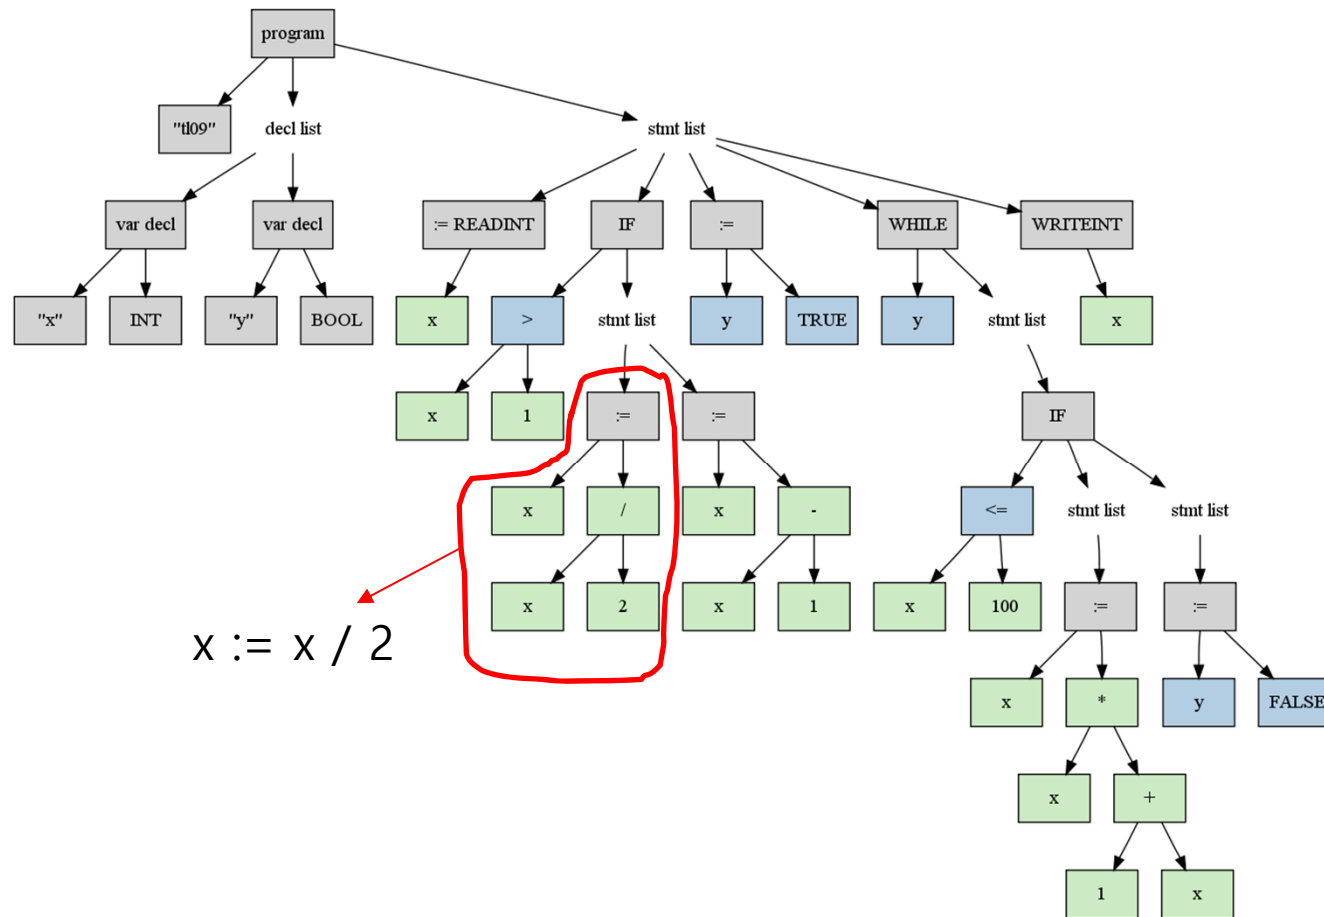 program
"tl09" decl list stmt list
var decl var decl := READINT IF := WHILE WRITEINT
"x" INT "y" BOOL x > stmt list y TRUE y stmt list x
x 1 := := IF
x / x - <= stmt list stmt list
x 2 x 1 x 100 := :=
x := x / 2
x * y FALSE
x +
1 x